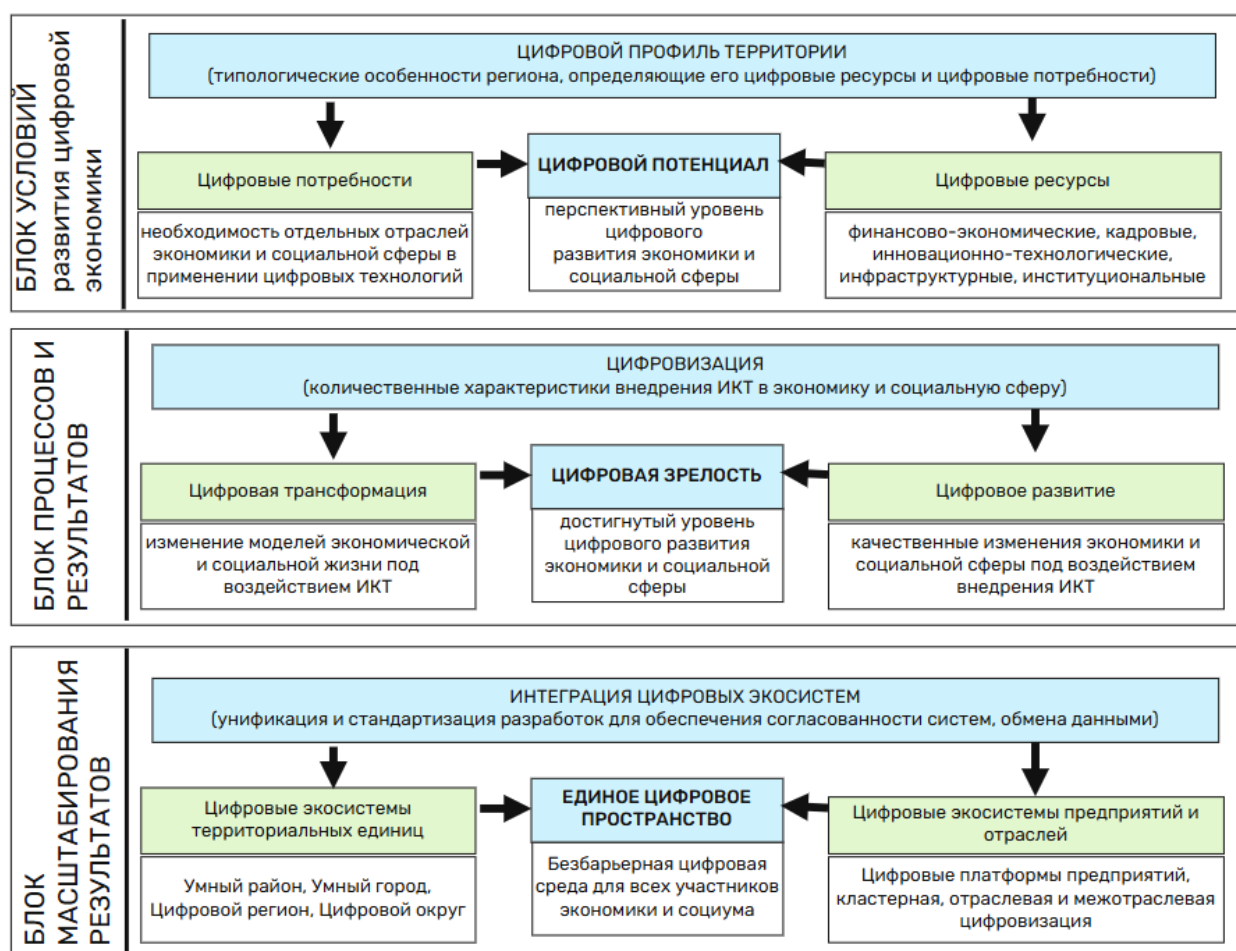 БЛОК УСЛОВИЙ
развития цифровой
экономики
ЦИФРОВОЙ ПРОФИЛЬ ТЕРРИТОРИИ
(типологические особенности региона, определяющие его цифровые ресурсы и цифровые потребности)
Цифровые потребности
необходимость отдельных отраслей
экономики и социальной сферы в
применении цифровых технологий
ЦИФРОВОЙ ПОТЕНЦИАЛ
перспективный уровень
цифрового
развития экономики и
социальной сферы
Цифровые ресурсы
финансово-экономические, кадровые,
инновационно-технологические,
инфраструктурные, институциональные
БЛОК ПРОЦЕССОВ И
РЕЗУЛЬТАТОВ
ЦИФРОВИЗАЦИЯ
(количественные характеристики внедрения ИКТ в экономику и социальную сферу)
Цифровая трансформация
изменение моделей экономической
и социальной жизни под
воздействием ИКТ
ЦИФРОВАЯ ЗРЕЛОСТЬ
достигнутый уровень
цифрового развития
экономики и социальной
сферы
Цифровое развитие
качественные изменения экономики и
социальной сферы под воздействием
внедрения ИКТ
БЛОК
МАСШТАБИРОВАНИЯ
РЕЗУЛЬТАТОВ
ИНТЕГРАЦИЯ ЦИФРОВЫХ ЭКОСИСТЕМ
(унификация и стандартизация разработок для обеспечения согласованности систем, обмена данными)
Цифровые экосистемы
территориальных единиц
Умный район, Умный город,
Цифровой регион, Цифровой округ
ЕДИНОЕ ЦИФРОВОЕ
ПРОСТРАНСТВО
Безбарьерная цифровая
среда для всех участников
экономики и социума
Цифровые экосистемы предприятий и
отраслей
Цифровые платформы предприятий,
кластерная, отраслевая и межотраслевая
цифровизация